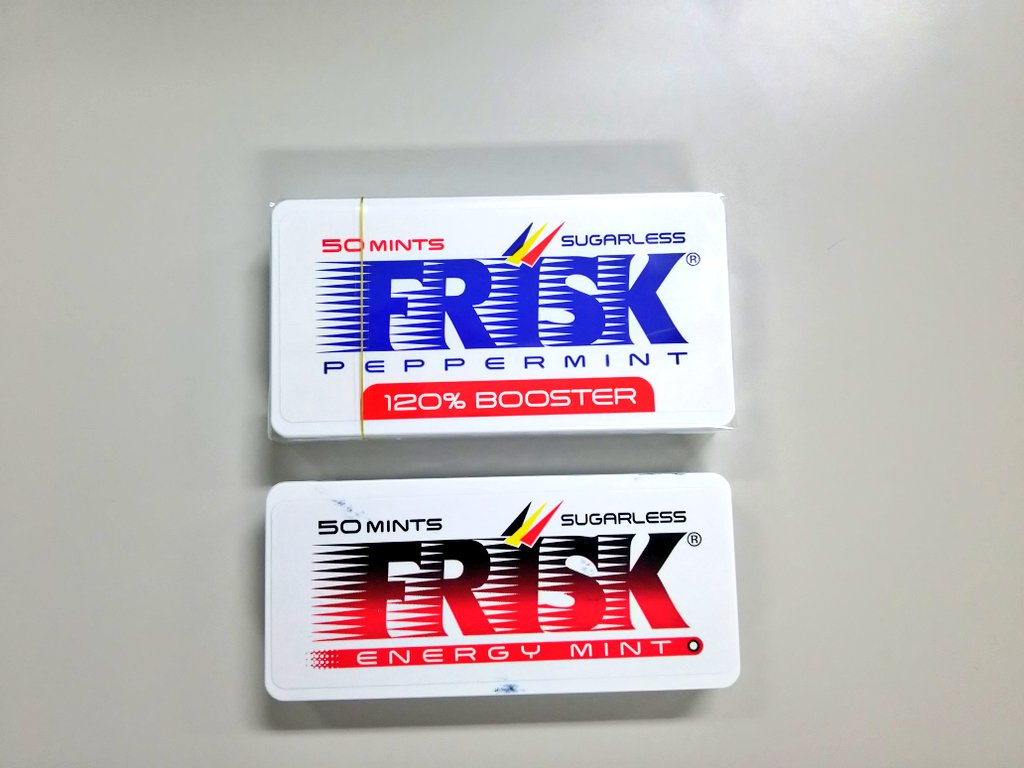 50 MINTS SUGARLESS
FRISK®
PEPPERMINT
120% BOOSTER
50 MINTS SUGARLESS
FRISK®
ENERGY MINT